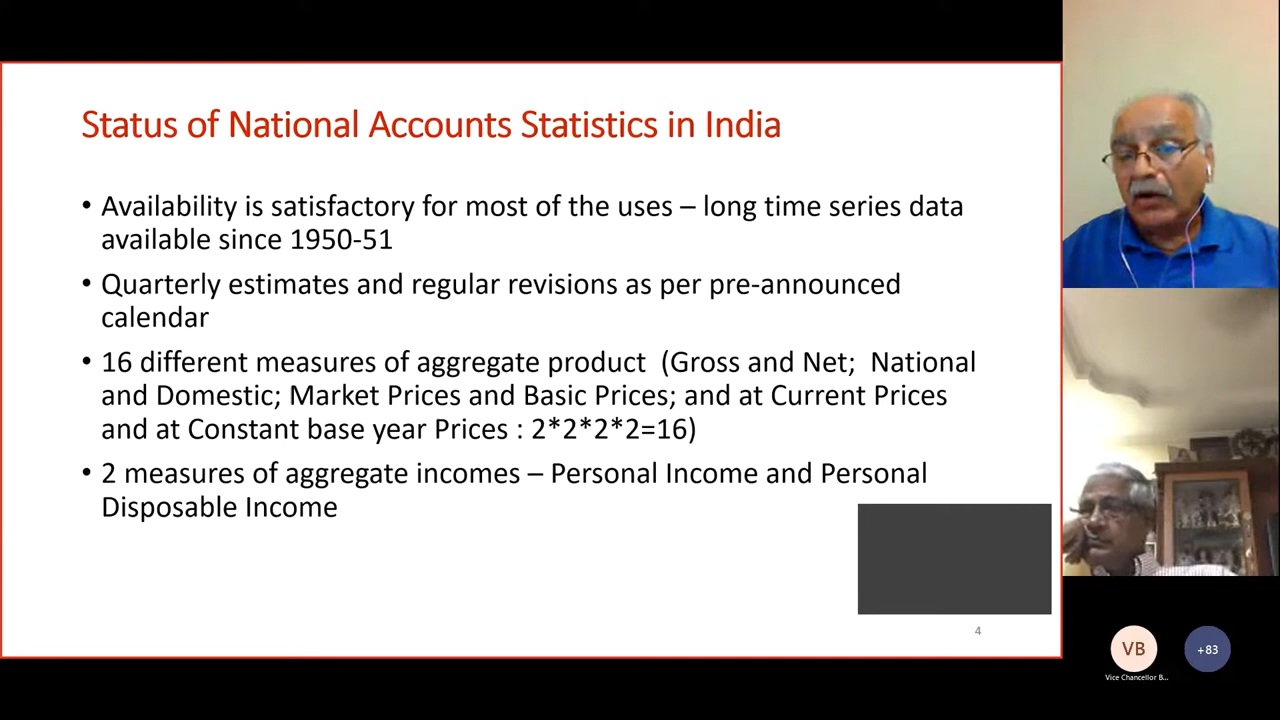 Status of National Accounts Statistics in India
• Availability is satisfactory for most of the uses – long time series data
available since 1950-51
• Quarterly estimates and regular revisions as per pre-announced
calendar
• 16 different measures of aggregate product (Gross and Net; National
and Domestic; Market Prices and Basic Prices; and at Current Prices
and at Constant base year Prices : 2*2*2*2=16)
• 2 measures of aggregate incomes – Personal Income and Personal
Disposable Income
4
VB
+83
Vice Chancellor B...